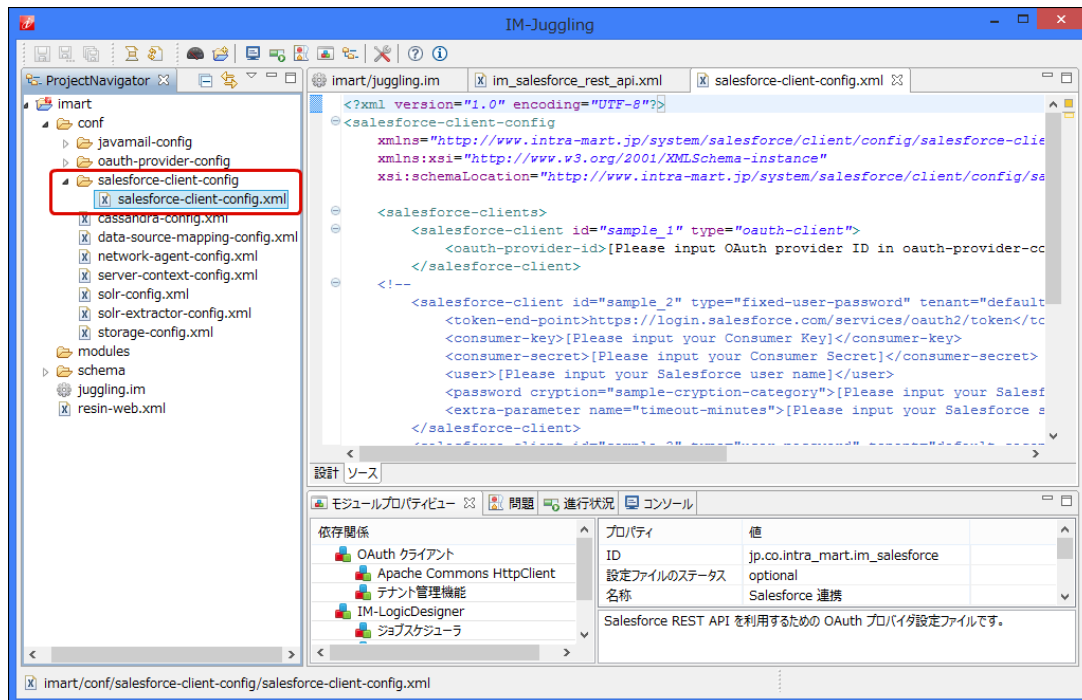 IM-Juggling
ProjectNavigator
imart
conf
javamail-config
oauth-provider-config
salesforce-client-config
salesforce-client-config.xml
cassandra-config.xml
data-source-mapping-config.xml
network-agent-config.xml
server-context-config.xml
solr-config.xml
solr-extractor-config.xml
storage-config.xml
modules
schema
juggling.im
resin-web.xml
imart/juggling.im
im_salesforce_rest_api.xml
salesforce-client-config.xml
<?xml version="1.0" encoding="UTF-8"?>
<salesforce-client-config
xmlns="http://www.intra-mart.jp/system/salesforce/client/config/salesforce-clie
xmlns:xsi="http://www.w3.org/2001/XMLSchema-instance"
xsi:schemaLocation="http://www.intra-mart.jp/system/salesforce/client/config/sa
<salesforce-clients>
<salesforce-client id="sample_1" type="oauth-client">
<oauth-provider-id>[Please input OAuth provider ID in oauth-provider-co
</salesforce-client>
<!--
<salesforce-client id="sample_2" type="fixed-user-password" tenant="default
<token-end-point>https://login.salesforce.com/services/oauth2/token</to
<consumer-key>[Please input your Consumer Key]</consumer-key>
<consumer-secret>[Please input your Consumer Secret]</consumer-secret>
<user>[Please input your Salesforce user name]</user>
<password cryption="sample-cryption-category">[Please input your Salesf
<extra-parameter name="timeout-minutes">[Please input your Salesforce s
</salesforce-client>
設計 ソース
モジュールプロパティビュー 問題 進行状況 コンソール
依存関係
OAuth クライアント
Apache Commons HttpClient
テナント管理機能
IM-LogicDesigner
ジョブスケジューラ
プロパティ 値
ID jp.co.intra_mart.im_salesforce
設定ファイルのステータス optional
名称 Salesforce 連携
Salesforce REST API を利用するための OAuth プロバイダ設定ファイルです。
imart/conf/salesforce-client-config/salesforce-client-config.xml